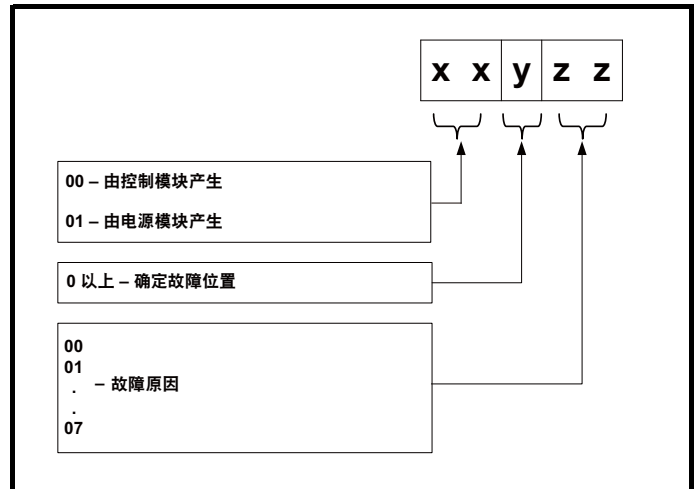 x x y z z
00 – 由控制模块产生
01 – 由电源模块产生
0 以上 – 确定故障位置
00
01
. – 故障原因
.
07